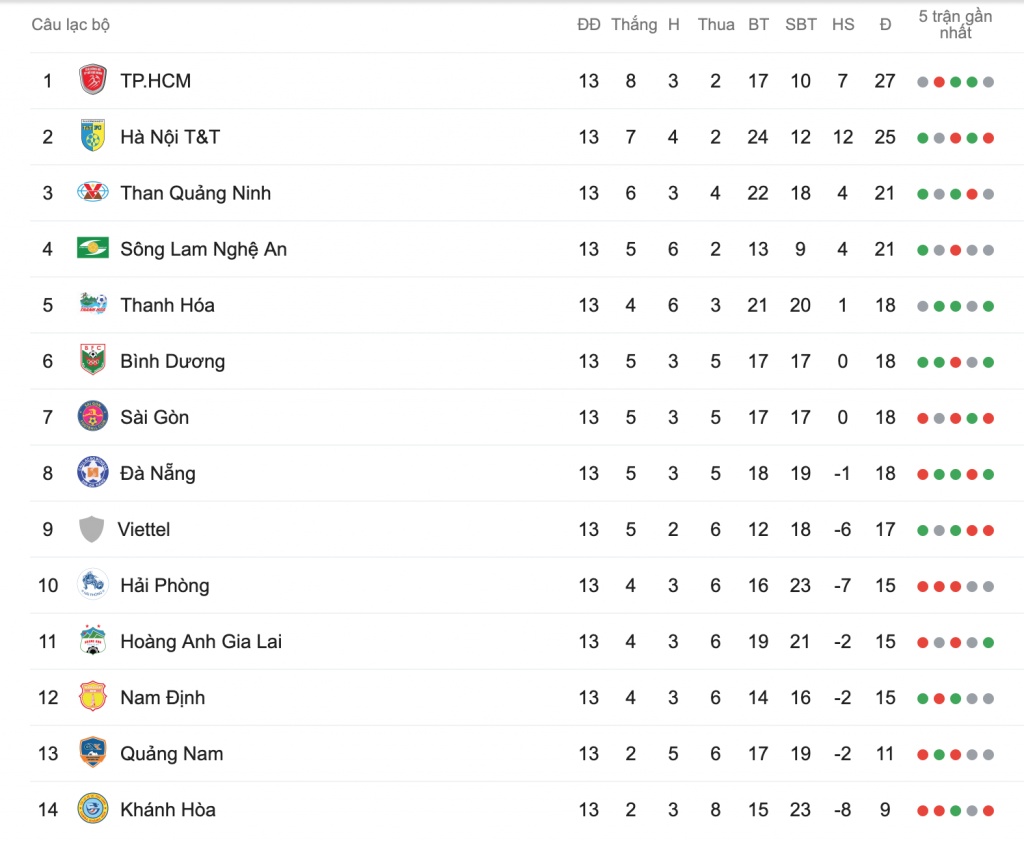 Câu lạc bộ ĐĐ Thắng H Thua BT SBT HS Đ 5 trận gần nhất
1 TP.HCM 13 8 3 2 17 10 7 27
2 Hà Nội T&T 13 7 4 2 24 12 12 25
3 Than Quảng Ninh 13 6 3 4 22 18 4 21
4 Sông Lam Nghệ An 13 5 6 2 13 9 4 21
5 Thanh Hóa 13 4 6 3 21 20 1 18
6 Bình Dương 13 5 3 5 17 17 0 18
7 Sài Gòn 13 5 3 5 17 17 0 18
8 Đà Nẵng 13 5 3 5 18 19 -1 18
9 Viettel 13 5 2 6 12 18 -6 17
10 Hải Phòng 13 4 3 6 16 23 -7 15
11 Hoàng Anh Gia Lai 13 4 3 6 19 21 -2 15
12 Nam Định 13 4 3 6 14 16 -2 15
13 Quảng Nam 13 2 5 6 17 19 -2 11
14 Khánh Hòa 13 2 3 8 15 23 -8 9